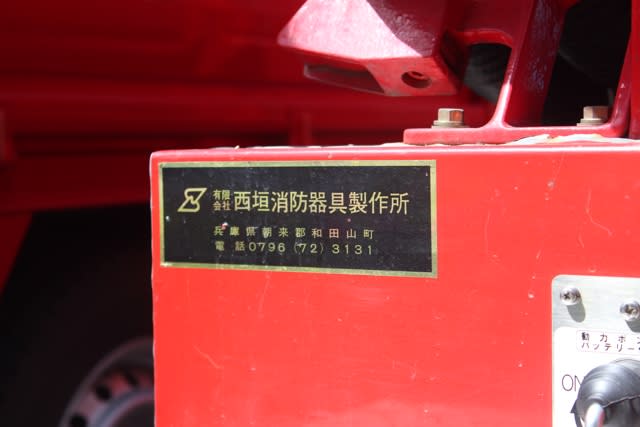 有限会社 西垣消防器具製作所
兵庫県朝来郡和田山町
電話0796(72)3131
動力ポ
バッテリー
ON